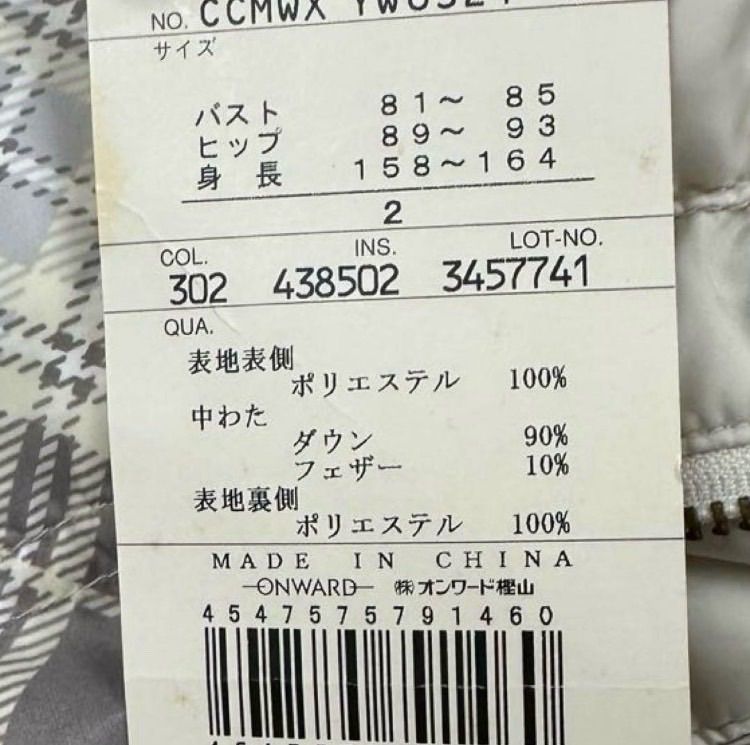 NO. CCMWX
サイズ
バスト 81～ 85
ヒップ 89～ 93
身長 158～164
2
COL. INS. LOT-NO.
302 438502 3457741
QUA.
表地表側
ポリエステル 100%
中わた
ダウン 90%
フェザー 10%
表地裏側
ポリエステル 100%
MADE IN CHINA
ONWARD ㈱オンワード樫山
4547575791460